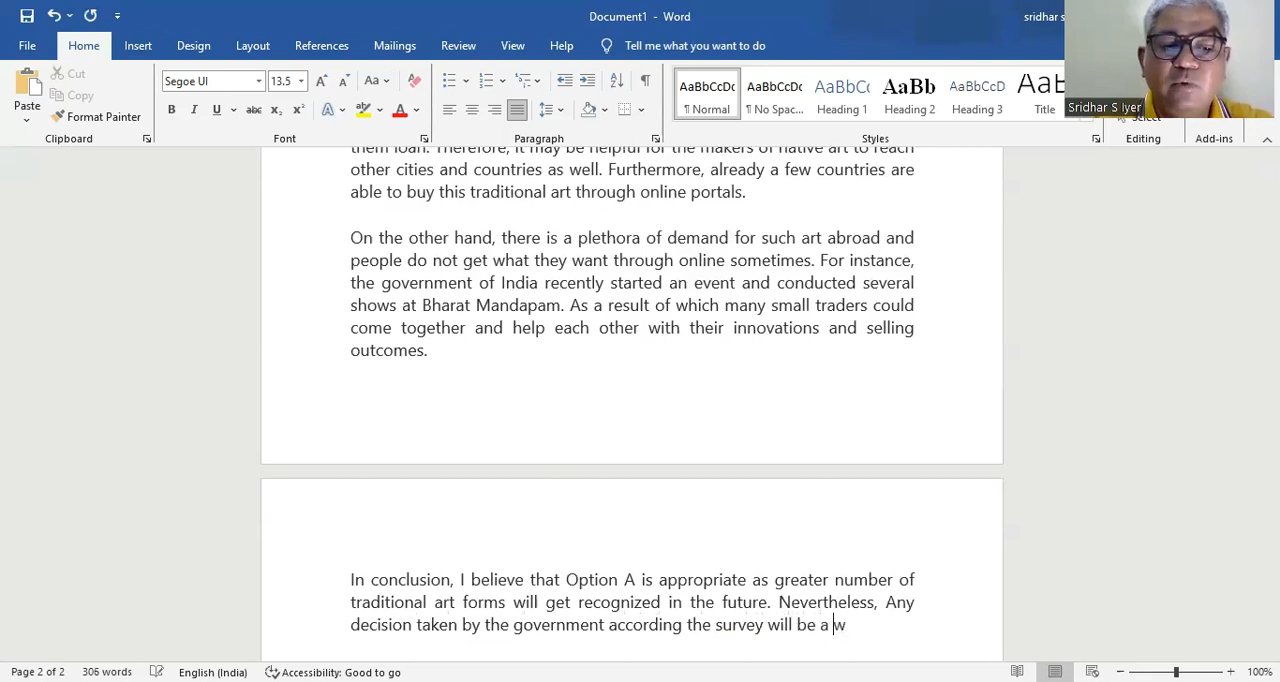 Document1 - Word
sridhar s
File Home Insert Design Layout References Mailings Review View Help Tell me what you want to do
Cut
Copy
Format Painter
Paste
Segoe UI 13.5
AaBbCcDc AaBbCcDc AaBbCc AaBb AaBbCcD AaB
¶ Normal ¶ No Spac... Heading 1 Heading 2 Heading 3 Title
Sridhar S Iyer
Select
Clipboard Font Paragraph Styles Editing Add-ins
them loan. Therefore, it may be helpful for the makers of native art to reach
other cities and countries as well. Furthermore, already a few countries are
able to buy this traditional art through online portals.
On the other hand, there is a plethora of demand for such art abroad and
people do not get what they want through online sometimes. For instance,
the government of India recently started an event and conducted several
shows at Bharat Mandapam. As a result of which many small traders could
come together and help each other with their innovations and selling
outcomes.
In conclusion, I believe that Option A is appropriate as greater number of
traditional art forms will get recognized in the future. Nevertheless, Any
decision taken by the government according the survey will be a w
Page 2 of 2 306 words English (India) Accessibility: Good to go 100%